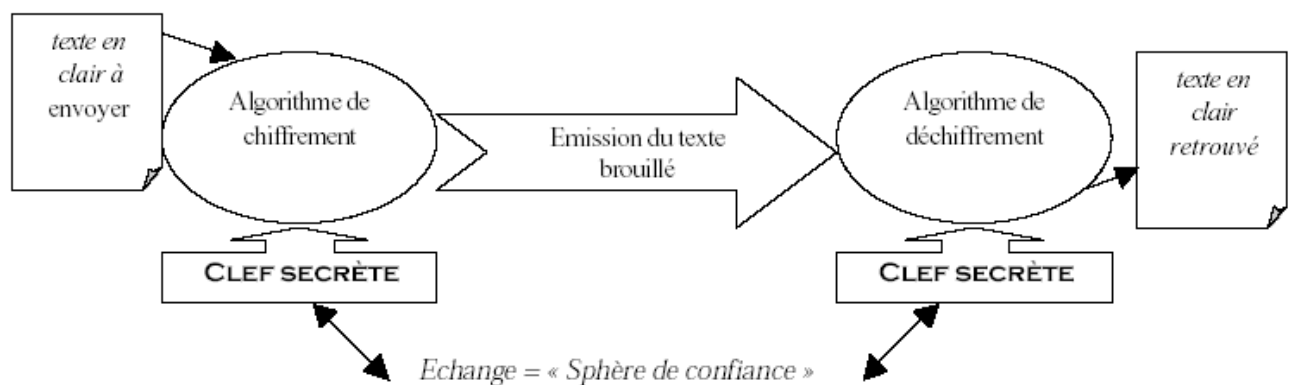 texte en
clair à
envoyer
Algorithme de
chiffrement
Emission du texte
brouillé
Algorithme de
déchiffrement
texte en
clair
retrouvé
CLEF SECRÈTE
CLEF SECRÈTE
Echange = « Sphère de confiance »